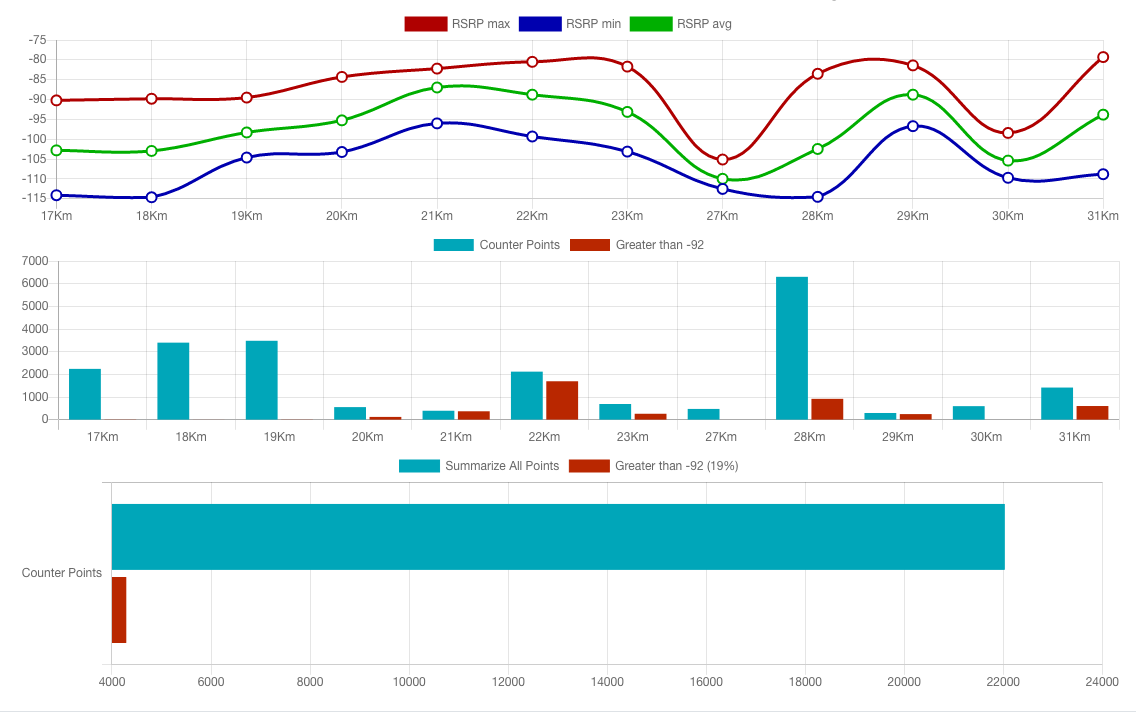 RSRP max RSRP min RSRP avg
-75
-80
-85
-90
-95
-100
-105
-110
-115
17Km 18Km 19Km 20Km 21Km 22Km 23Km 27Km 28Km 29Km 30Km 31Km
Counter Points Greater than -92
7000
6000
5000
4000
3000
2000
1000
0
17Km 18Km 19Km 20Km 21Km 22Km 23Km 27Km 28Km 29Km 30Km 31Km
Summarize All Points Greater than -92 (19%)
Counter Points
4000 6000 8000 10000 12000 14000 16000 18000 20000 22000 24000